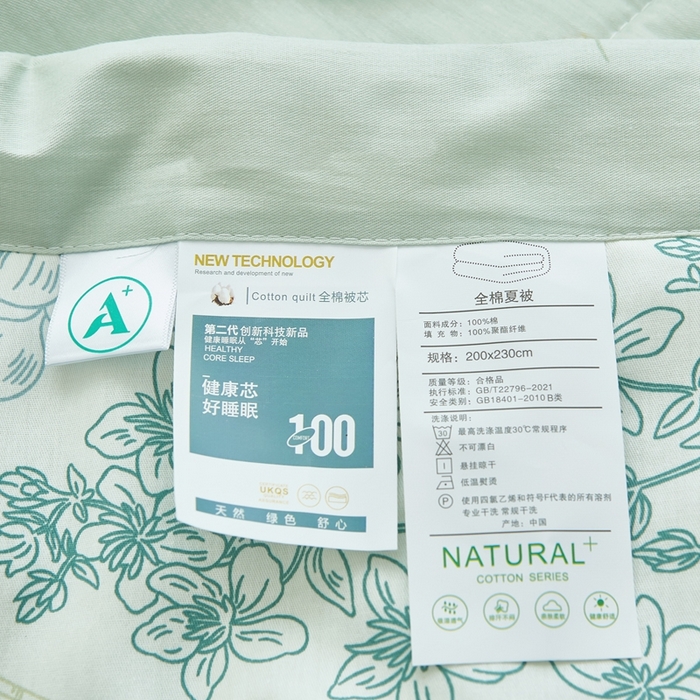 A+
NEW TECHNOLOGY
Research and development of new
Cotton quilt 全棉被芯
第二代创新科技新品
健康睡眠从“芯”开始
HEALTHY
CORE SLEEP
健康芯
好睡眠
100
UKQS
天然 绿色 舒心
全棉夏被
面料成分：100%棉
填 充 物：100%聚酯纤维
规格：200x230cm
质量等级：合格品
执行标准：GB/T22796-2021
安全类别：GB18401-2010 B类
洗涤说明：
30 最高洗涤温度30℃常规程序
不可漂白
悬挂晾干
低温熨烫
P 使用四氯乙烯和符号F代表的所有溶剂
专业干洗 常规干洗
产地：中国
NATURAL+
COTTON SERIES
健康舒适